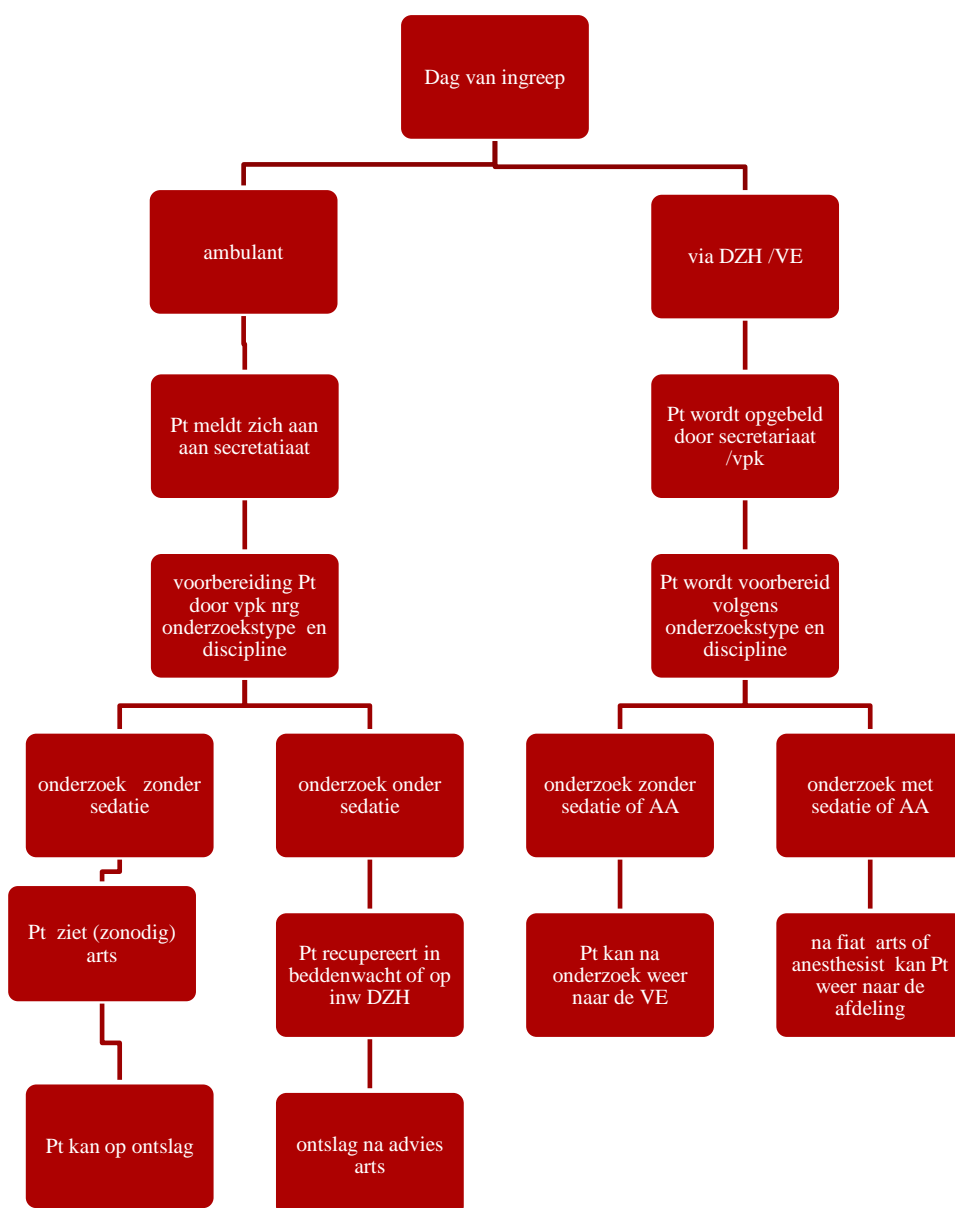 Dag van ingreep
ambulant
via DZH /VE
Pt meldt zich aan
aan secretatiaat
Pt wordt opgebeld
door secretariaat
/vpk
voorbereiding Pt
door vpk nrg
onderzoekstype en
discipline
Pt wordt voorbereid
volgens
onderzoekstype en
discipline
onderzoek zonder
sedatie
onderzoek onder
sedatie
onderzoek zonder
sedatie of AA
onderzoek met
sedatie of AA
Pt ziet (zonodig)
arts
Pt recupereert in
beddenwacht of op
inw DZH
Pt kan na
onderzoek weer
naar de VE
na fiat arts of
anesthesist kan Pt
weer naar de
afdeling
Pt kan op ontslag
ontslag na advies
arts